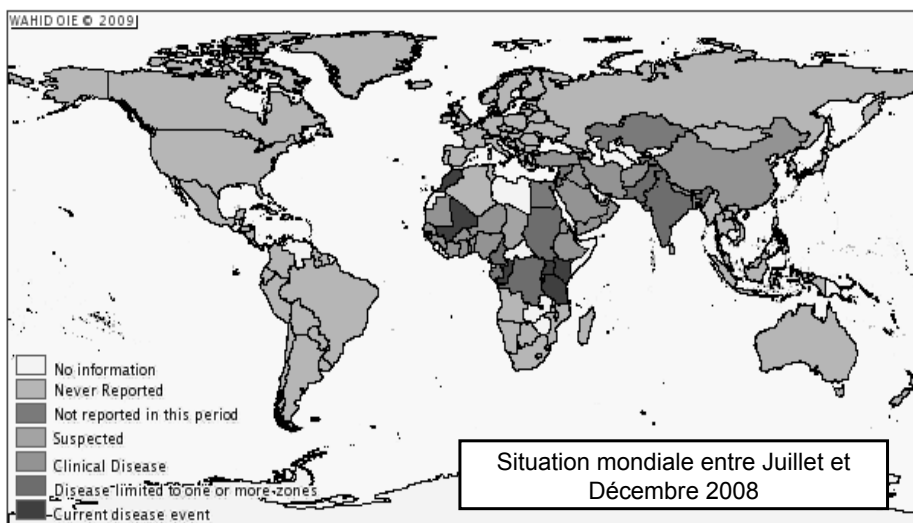 WAHID OIE © 2009
No information
Never Reported
Not reported in this period
Suspected
Clinical Disease
Disease limited to one or more zones
Current disease event
Situation mondiale entre Juillet et
Décembre 2008